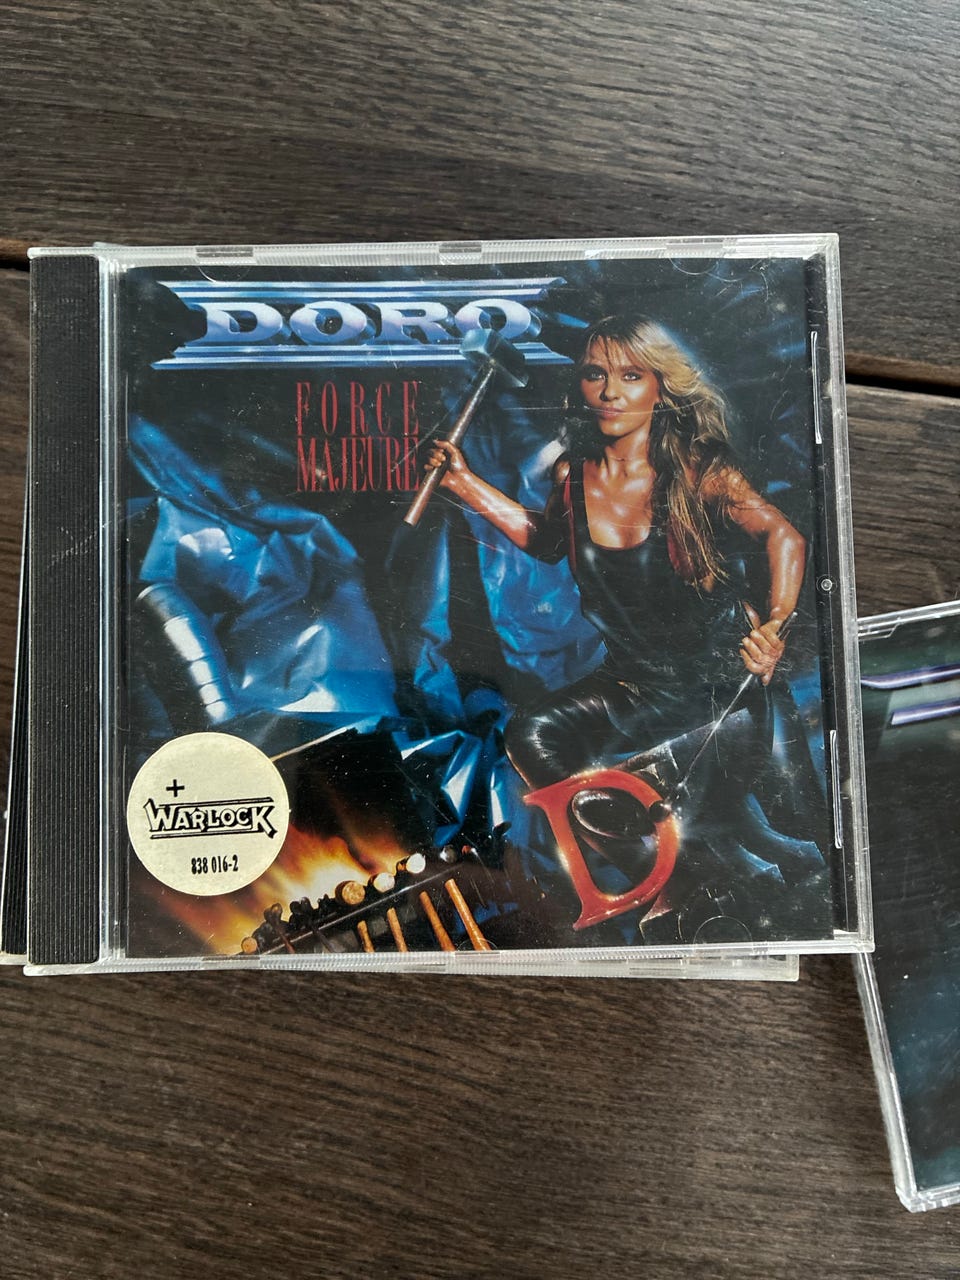 DORO
FORCE
MAJEURE
D
+
WARLOCK
838 016-2